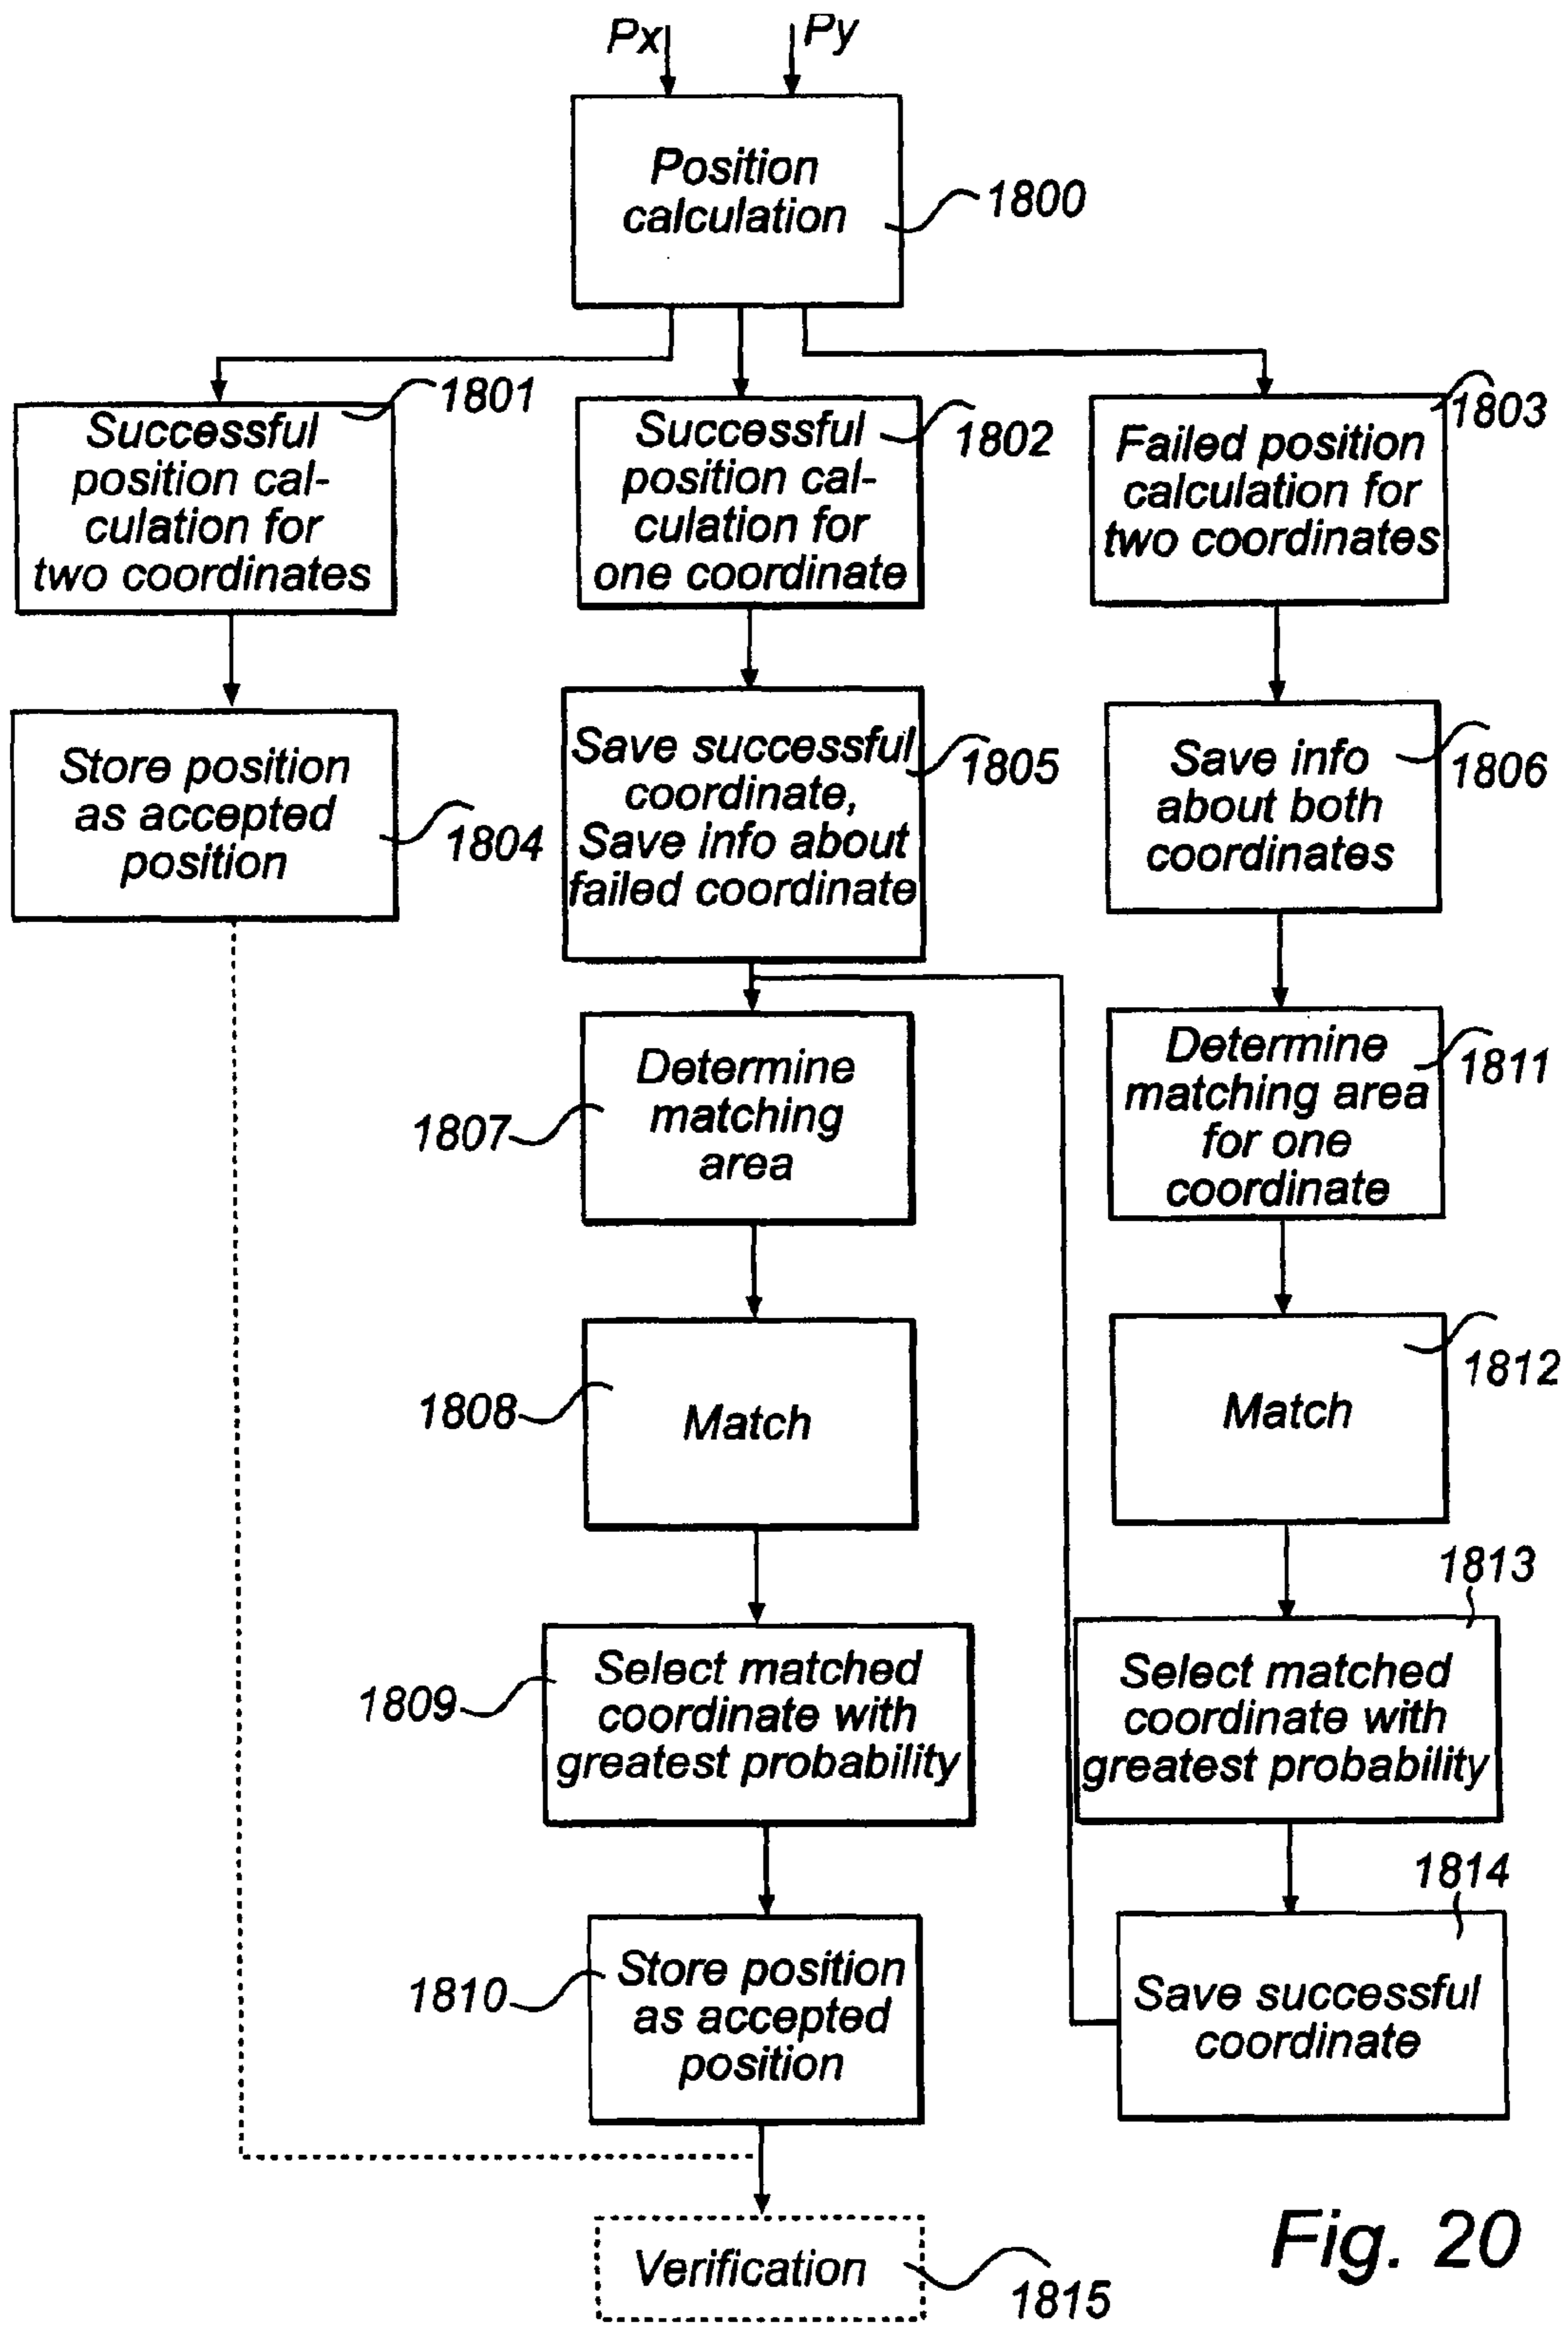 Px
Py
Position
calculation
1800
1801
Successful
position cal-
culation for
two coordinates
Successful
position cal-
culation for
one coordinate
1802
1803
Failed position
calculation for
two coordinates
Store position
as accepted
position
1804
Save successful
coordinate,
Save info about
failed coordinate
1805
Save info
about both
coordinates
1806
Determine
matching
area
1807
Determine
matching area
for one
coordinate
1811
1808
Match
1812
Match
1809
Select matched
coordinate with
greatest probability
1813
Select matched
coordinate with
greatest probability
1810
Store position
as accepted
position
1814
Save successful
coordinate
Verification
1815
Fig. 20